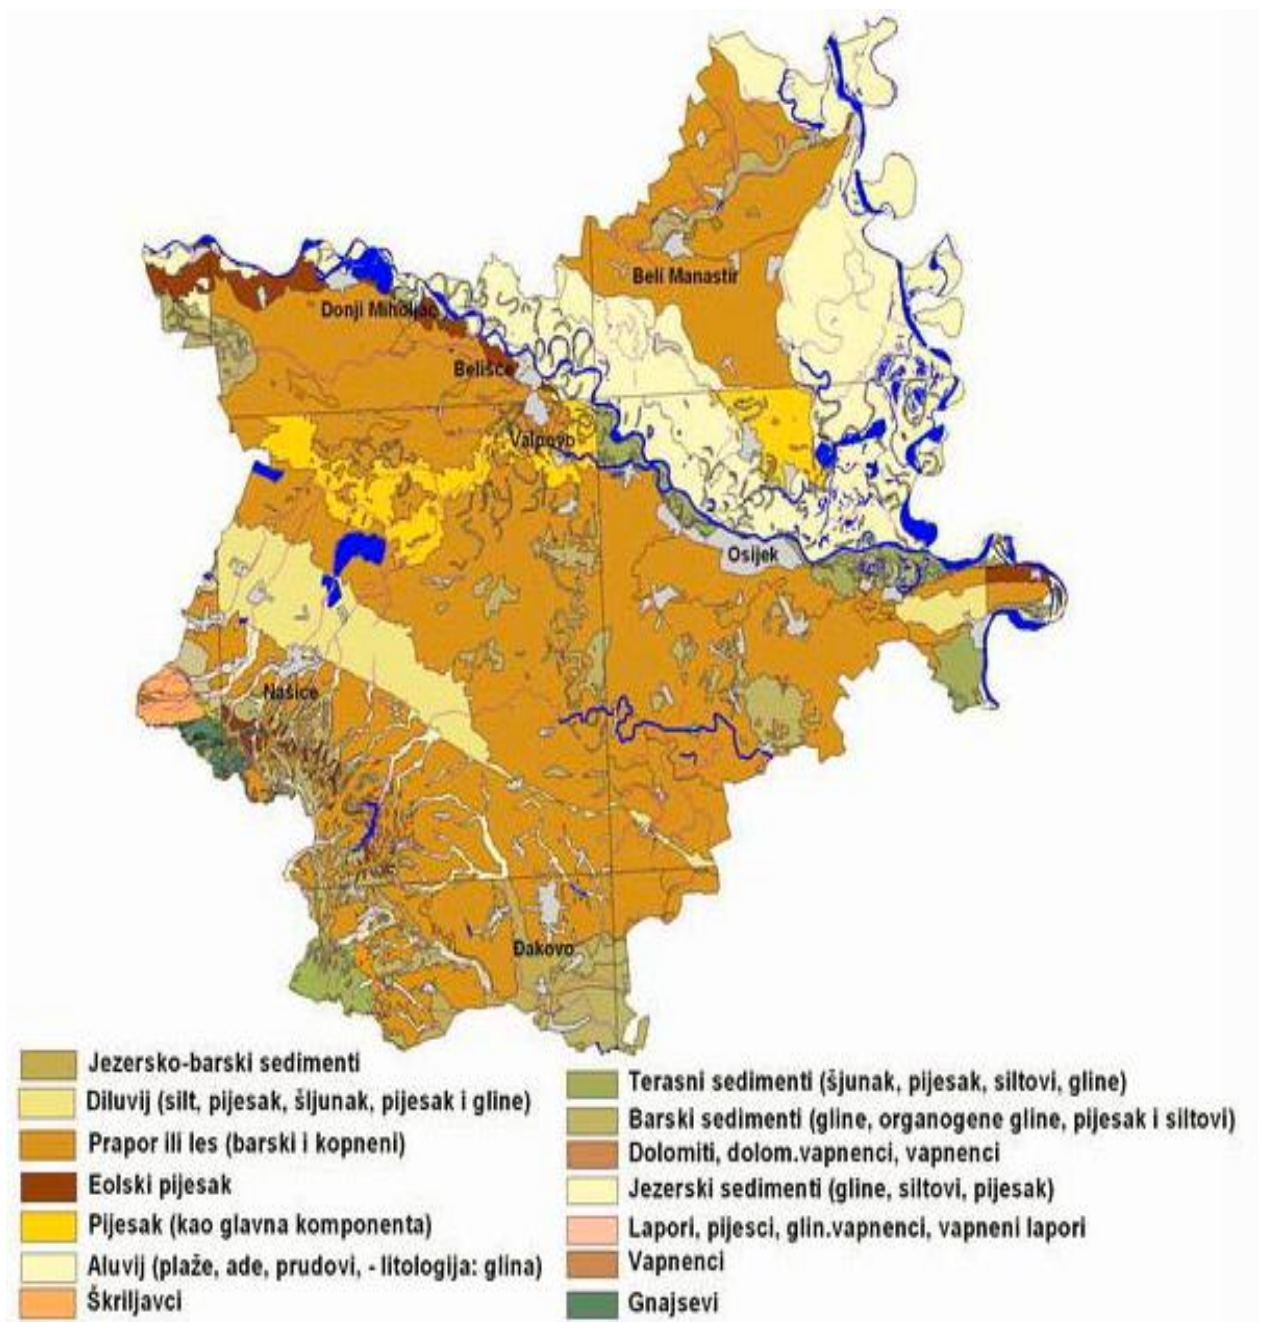 Beli Manastir
Donji Miholjac
Belišće
Valpovo
Osijek
Našice
Đakovo
Jezersko-barski sedimenti
Diluvij (silt, pijesak, šljunak, pijesak i gline)
Prapor ili les (barski i kopneni)
Eolski pijesak
Pijesak (kao glavna komponenta)
Aluvij (plaže, ade, prudovi, - litologija: glina)
Škriljavci
Terasni sedimenti (šjunak, pijesak, siltovi, gline)
Barski sedimenti (gline, organogene gline, pijesak i siltovi)
Dolomiti, dolom.vapnenci, vapnenci
Jezerski sedimenti (gline, siltovi, pijesak)
Lapori, pijesci, glin.vapnenci, vapneni lapori
Vapnenci
Gnajsevi